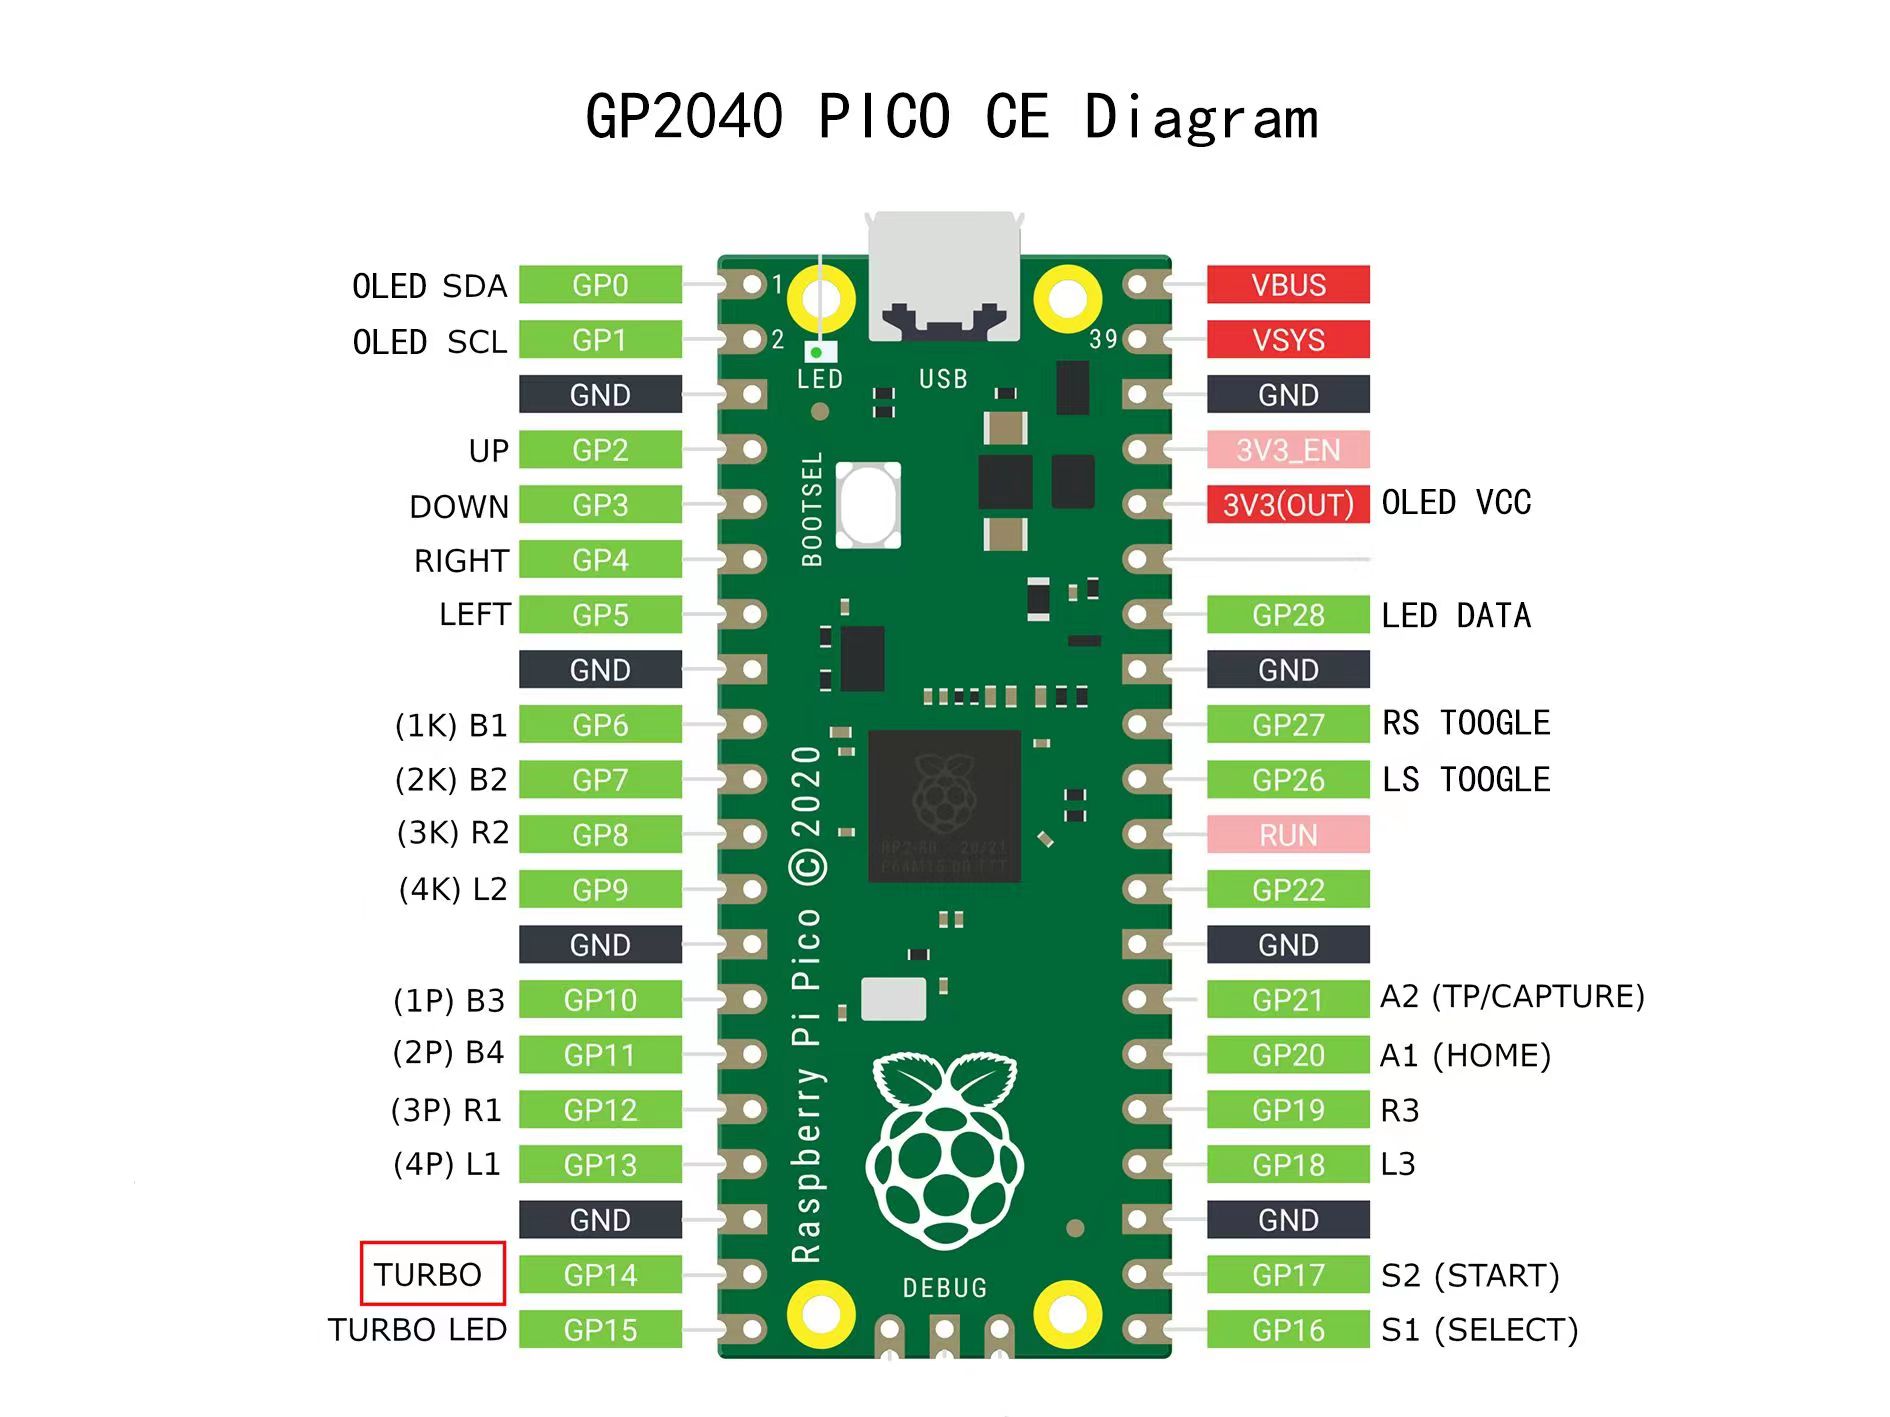 GP2040 PICO CE Diagram
OLED SDA GP0 1 VBUS
OLED SCL GP1 2 39 VSYS
LED USB
GND GND
UP GP2 3V3_EN
DOWN GP3 3V3(OUT) OLED VCC
BOOTSEL
RIGHT GP4
LEFT GP5 GP28 LED DATA
GND GND
(1K) B1 GP6 GP27 RS TOOGLE
(2K) B2 GP7 GP26 LS TOOGLE
(3K) R2 GP8 RUN
(4K) L2 GP9 GP22
GND GND
Raspberry Pi Pico ©2020
(1P) B3 GP10 GP21 A2 (TP/CAPTURE)
(2P) B4 GP11 GP20 A1 (HOME)
(3P) R1 GP12 GP19 R3
(4P) L1 GP13 GP18 L3
GND GND
TURBO GP14 GP17 S2 (START)
DEBUG
TURBO LED GP15 GP16 S1 (SELECT)